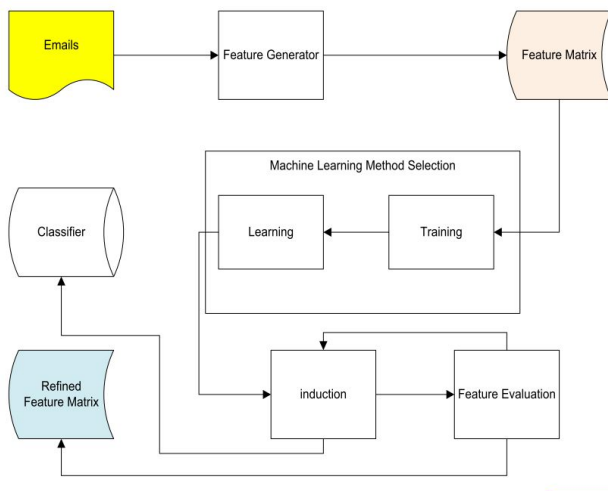 Emails
Feature Generator
Feature Matrix
Machine Learning Method Selection
Classifier
Learning
Training
Refined
Feature Matrix
induction
Feature Evaluation